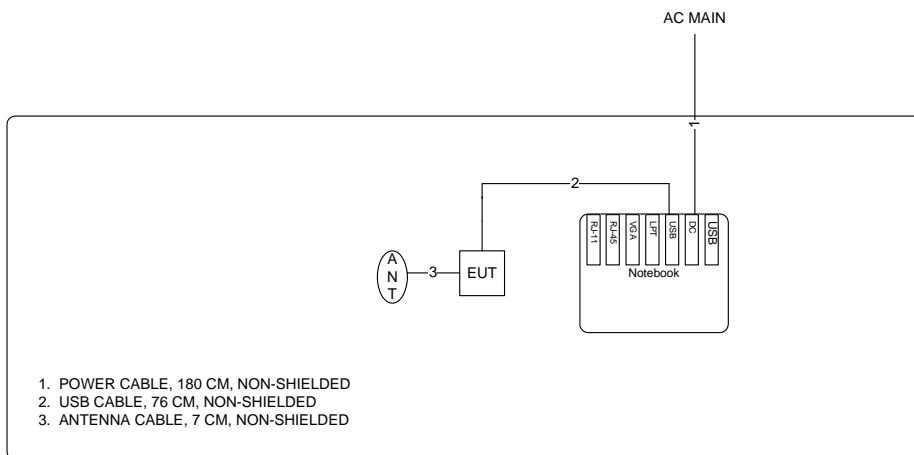 AC MAIN
1
2
RJ-11
RJ-45
VGA
LPT
USB
DC
USB
Notebook
ANT
3
EUT
1. POWER CABLE, 180 CM, NON-SHIELDED
2. USB CABLE, 76 CM, NON-SHIELDED
3. ANTENNA CABLE, 7 CM, NON-SHIELDED